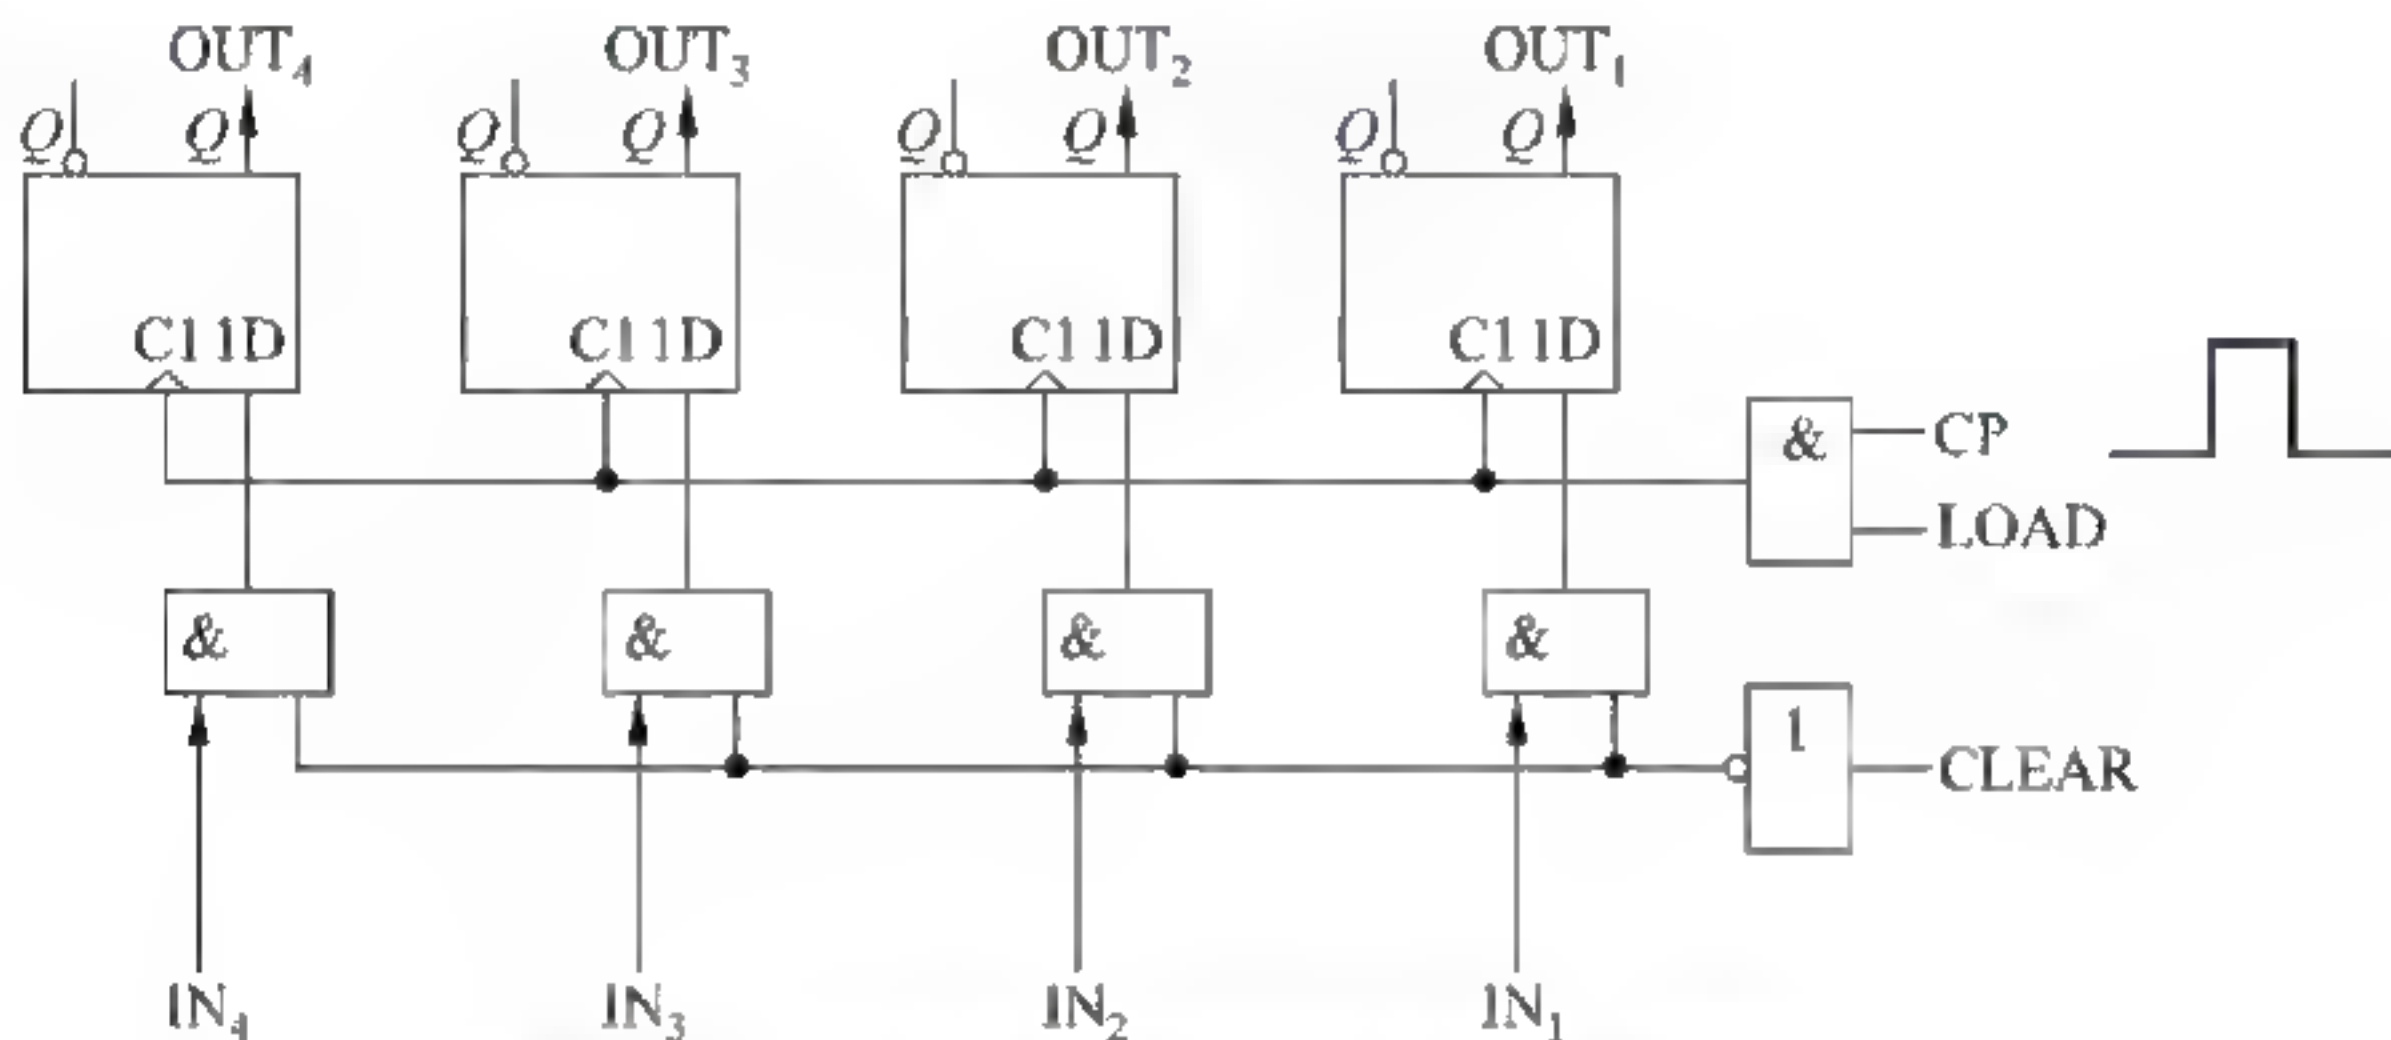 OUT₄ OUT₃ OUT₂ OUT₁
Q Q Q Q Q Q Q Q
C1 1D C1 1D C1 1D C1 1D
& CP
LOAD
& & & &
1
CLEAR
IN₄ IN₃ IN₂ IN₁